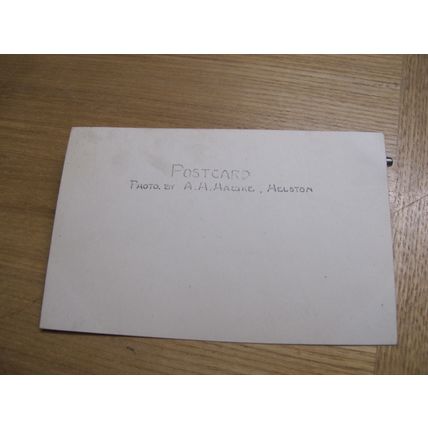 POSTCARD
PHOTO. BY A.H. HAWKE, HELSTON